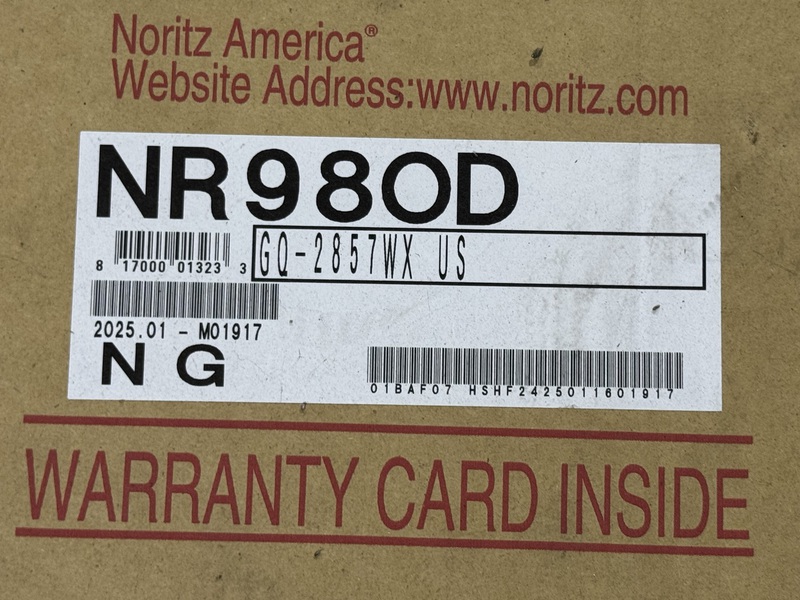 Noritz America®
Website Address:www.noritz.com
NR98OD
GQ-2857WX US
8 17000 01323 3
2025.01 - M01917
NG
01BAF07 HSHF2425011601917
WARRANTY CARD INSIDE